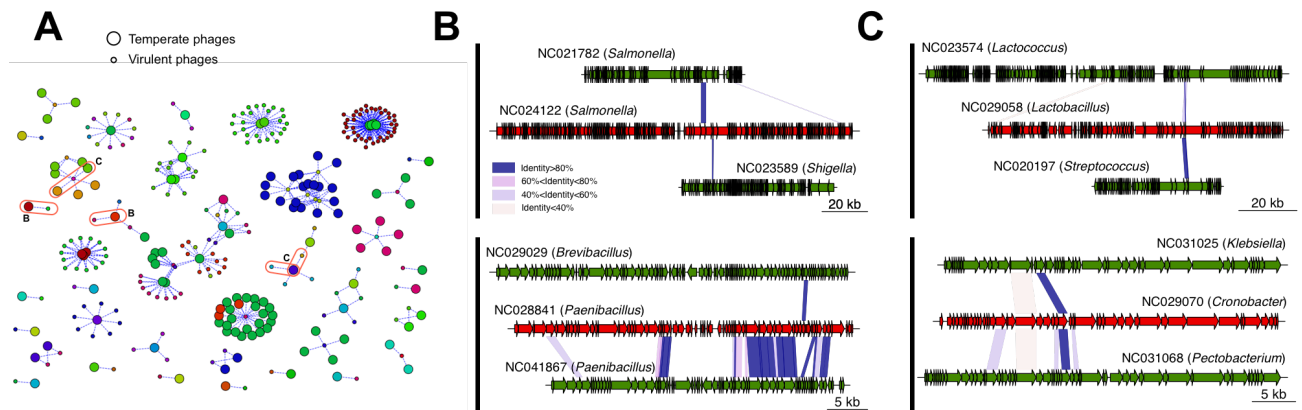 A
Temperate phages
Virulent phages
C
B
B
C
B
NC021782 (Salmonella)
NC024122 (Salmonella)
NC023589 (Shigella)
Identity>80%
60%<Identity<80%
40%<Identity<60%
Identity<40%
20 kb
NC029029 (Brevibacillus)
NC028841 (Paenibacillus)
NC041867 (Paenibacillus)
5 kb
C
NC023574 (Lactococcus)
NC029058 (Lactobacillus)
NC020197 (Streptococcus)
20 kb
NC031025 (Klebsiella)
NC029070 (Cronobacter)
NC031068 (Pectobacterium)
5 kb